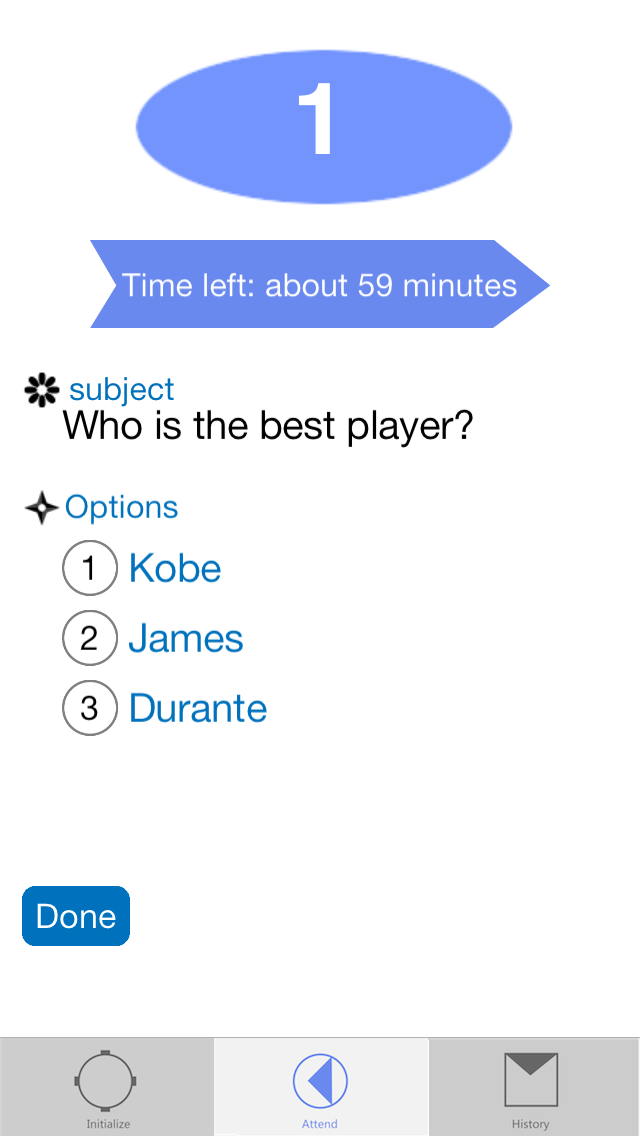 1
Time left: about 59 minutes
subject
Who is the best player?
Options
1 Kobe
2 James
3 Durante
Done
Initialize Attend History